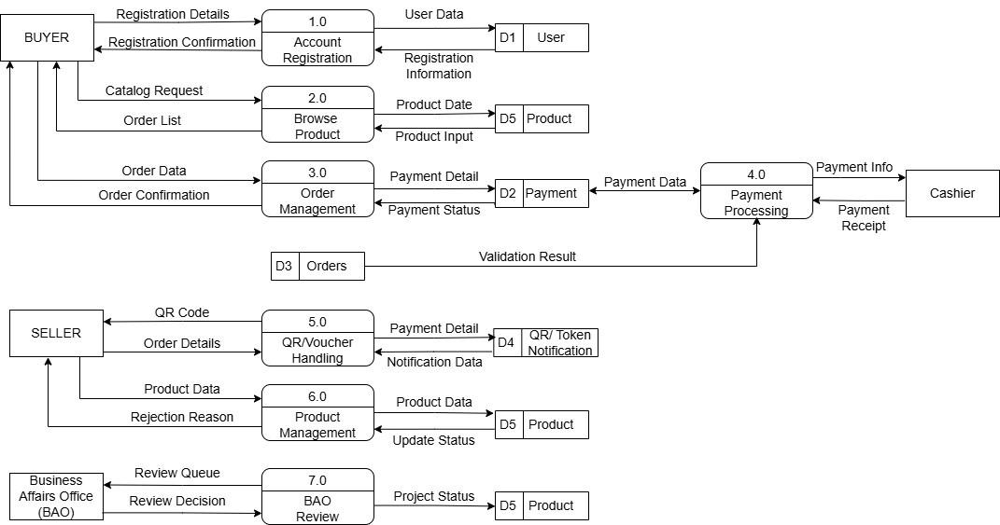 Registration Details
1.0
User Data
BUYER
Registration Confirmation
Account
Registration
D1
User
Registration
Information
Catalog Request
2.0
Product Date
Order List
Browse
Product
D5
Product
Product Input
Order Data
3.0
Payment Detail
Order Confirmation
Order
Management
D2
Payment
Payment Status
Payment Data
4.0
Payment
Processing
Payment Info
Cashier
Payment
Receipt
D3
Orders
Validation Result
QR Code
5.0
Payment Detail
SELLER
Order Details
QR/Voucher
Handling
D4
QR/ Token
Notification
Notification Data
Product Data
6.0
Product Data
Rejection Reason
Product
Management
D5
Product
Update Status
Business
Affairs Office
(BAO)
Review Queue
7.0
Review Decision
BAO
Review
Project Status
D5
Product